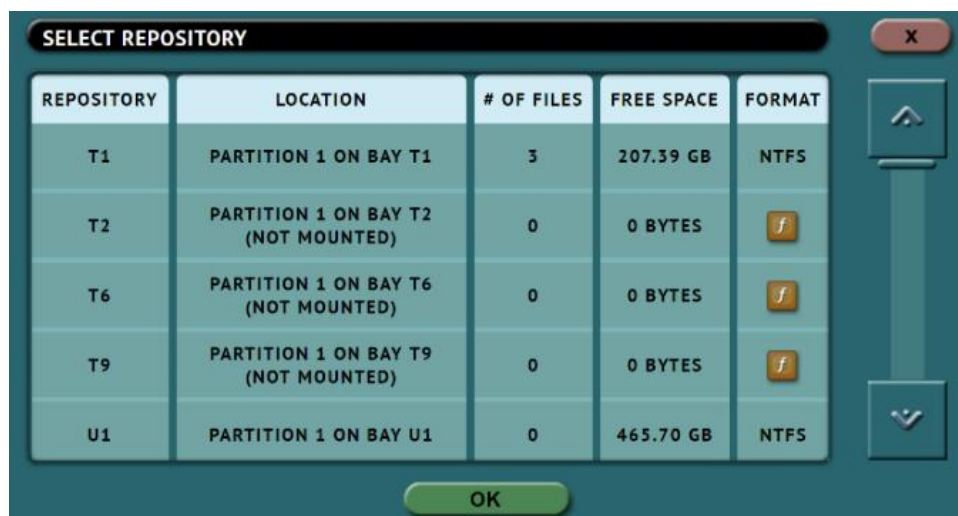 SELECT REPOSITORY
X
REPOSITORY LOCATION # OF FILES FREE SPACE FORMAT
T1 PARTITION 1 ON BAY T1 3 207.39 GB NTFS
T2 PARTITION 1 ON BAY T2
(NOT MOUNTED) 0 0 BYTES f
T6 PARTITION 1 ON BAY T6
(NOT MOUNTED) 0 0 BYTES f
T9 PARTITION 1 ON BAY T9
(NOT MOUNTED) 0 0 BYTES f
U1 PARTITION 1 ON BAY U1 0 465.70 GB NTFS
OK